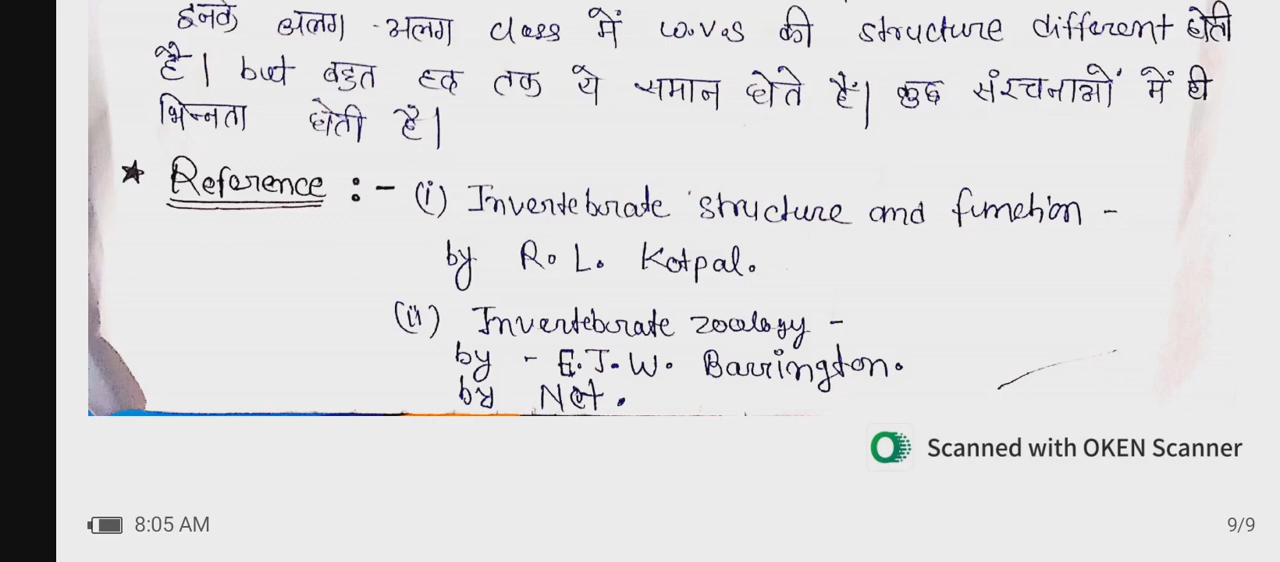 इनके अलग-अलग class में w.v.s की structure different होती
है। but बहुत हद तक ये समान होते है। कुछ संरचनाओं में ही
भिन्नता होती है।
★ Reference :- (i) Invertebrate structure and function -
by R. L. Kotpal.
(ii) Invertebrate zoology -
by - E.J.W. Barrington.
by Net.
Scanned with OKEN Scanner
8:05 AM
9/9